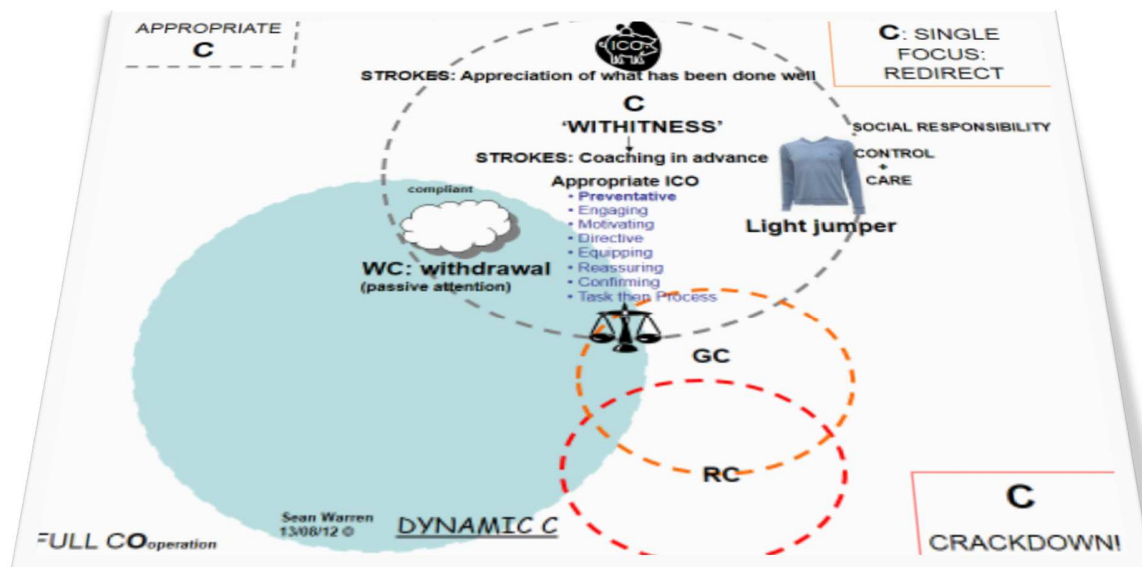 APPROPRIATE
C
C: SINGLE
FOCUS:
REDIRECT
ICO
STROKES: Appreciation of what has been done well
C
'WITHITNESS'
STROKES: Coaching in advance
SOCIAL RESPONSIBILITY
CONTROL
+
CARE
Light jumper
Appropriate ICO
• Preventative
• Engaging
• Motivating
• Directive
• Equipping
• Reassuring
• Confirming
• Task then Process
compliant
WC: withdrawal
(passive attention)
GC
RC
C
CRACKDOWN!
Sean Warren
13/08/12 ©
DYNAMIC C
FULL COoperation